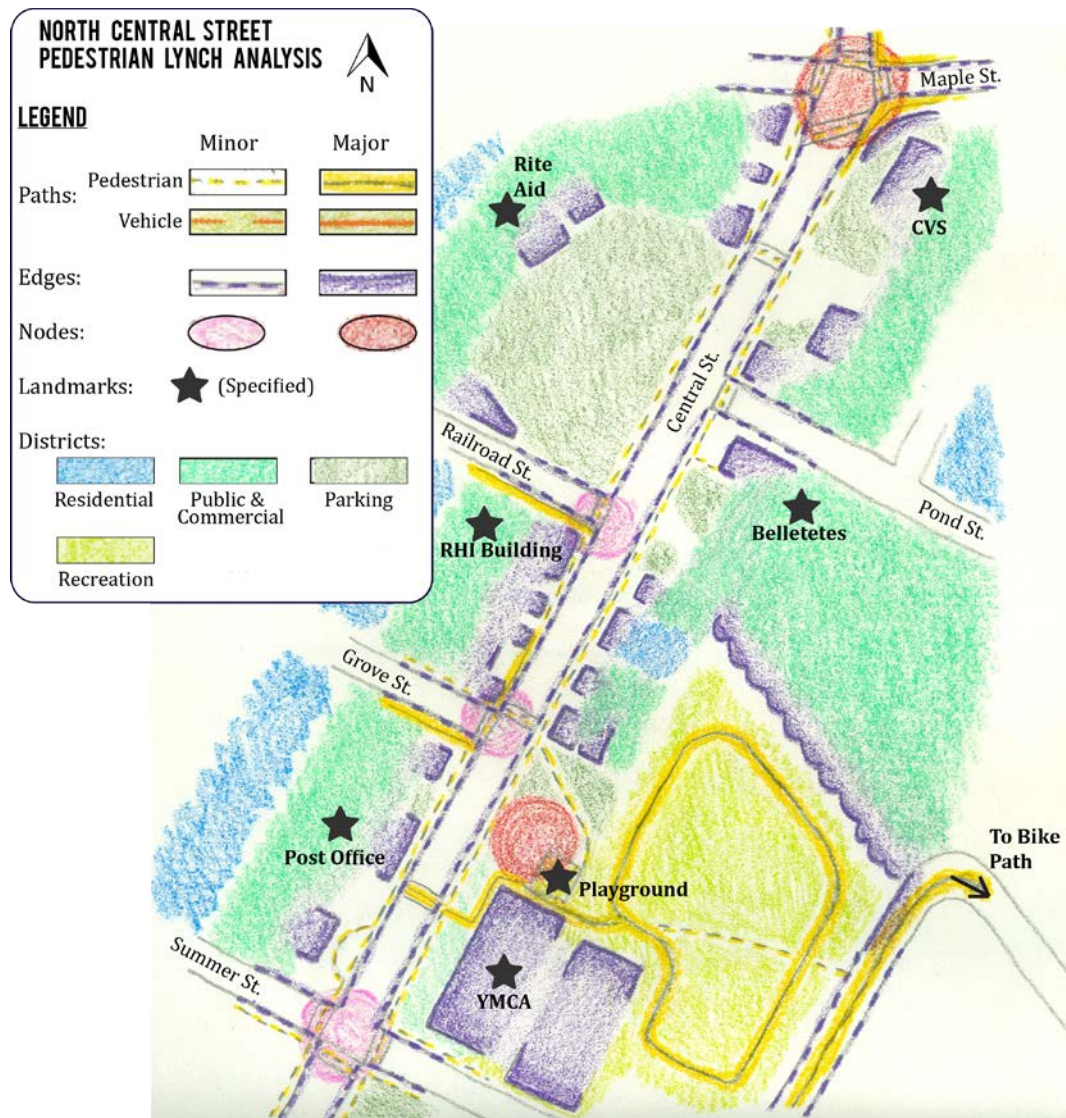 NORTH CENTRAL STREET
PEDESTRIAN LYNCH ANALYSIS
N
LEGEND
Minor
Major
Paths:
Pedestrian
Vehicle
Edges:
Nodes:
Landmarks:
(Specified)
Districts:
Residential
Public &
Commercial
Parking
Recreation
Maple St.
Rite
Aid
CVS
Central St.
Railroad St.
Pond St.
Belletetes
RHI Building
Grove St.
Post Office
Playground
To Bike
Path
Summer St.
YMCA